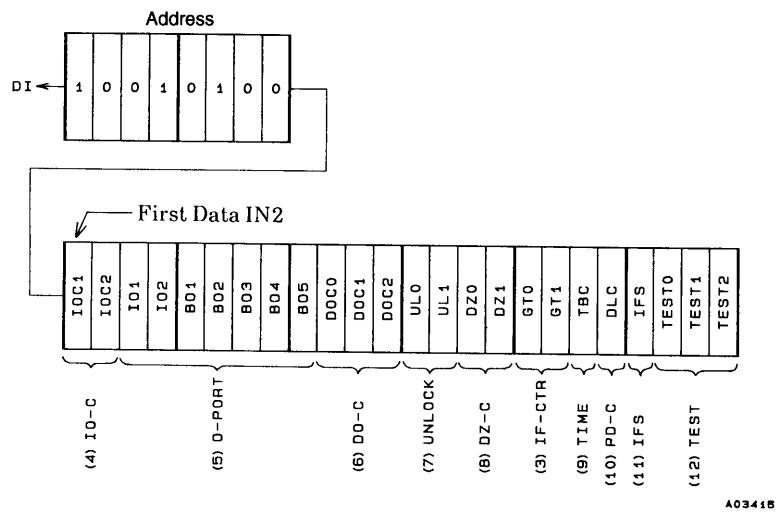 Address
DI 1 0 0 1 0 1 0 0
First Data IN2
IOC1 IOC2 IO1 IO2 BO1 BO2 BO3 BO4 BO5 DOC0 DOC1 DOC2 UL0 UL1 DZ0 DZ1 GT0 GT1 TBC DLC IFS TEST0 TEST1 TEST2
(4) IO-C
(5) O-PORT
(6) DO-C
(7) UNLOCK
(8) DZ-C
(3) IF-CTR
(9) TIME
(10) PD-C
(11) IFS
(12) TEST
A03415